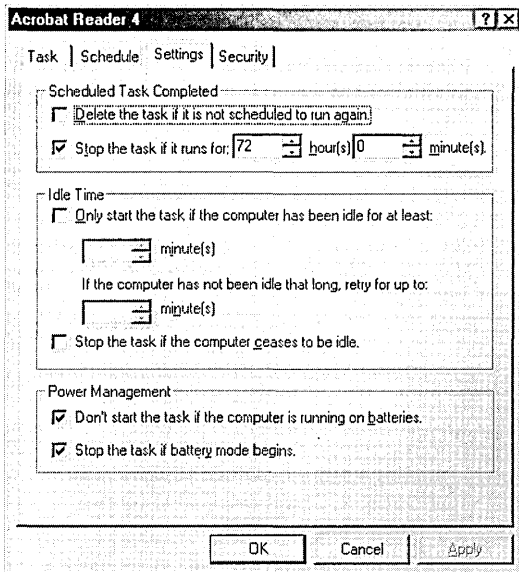 Acrobat Reader 4
Task Schedule Settings Security
Scheduled Task Completed
Delete the task if it is not scheduled to run again.
Stop the task if it runs for: 72 hour(s) 0 minute(s).
Idle Time
Only start the task if the computer has been idle for at least:
minute(s)
If the computer has not been idle that long, retry for up to:
minute(s)
Stop the task if the computer ceases to be idle.
Power Management
Don't start the task if the computer is running on batteries.
Stop the task if battery mode begins.
OK Cancel Apply